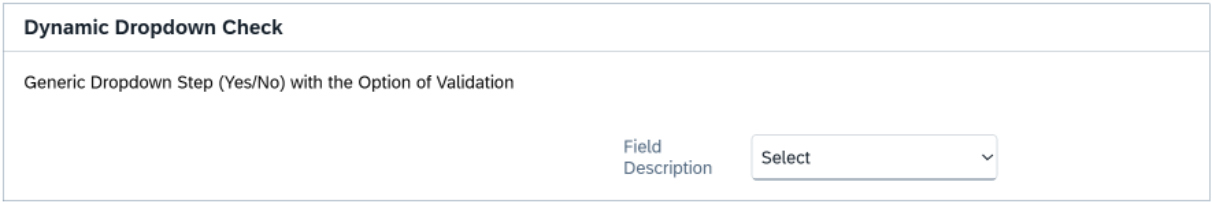 Dynamic Dropdown Check
Generic Dropdown Step (Yes/No) with the Option of Validation
Field
Description
Select